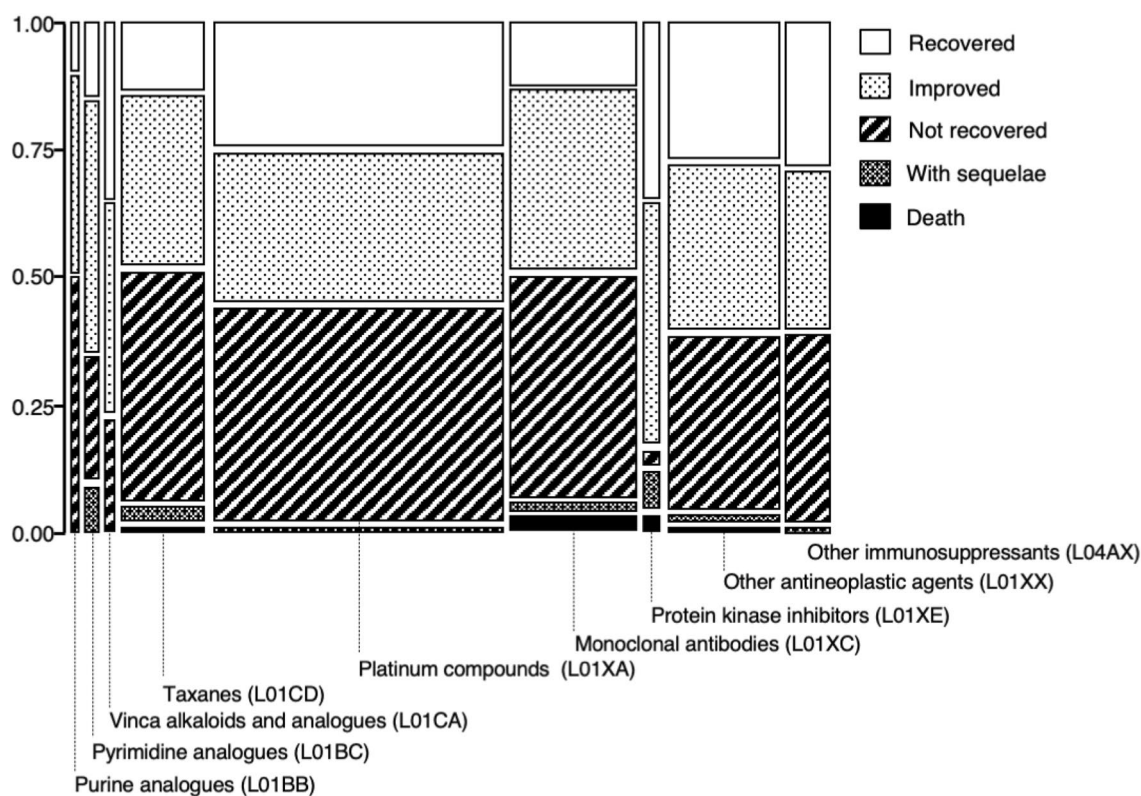 1.00
0.75
0.50
0.25
0.00
Recovered
Improved
Not recovered
With sequelae
Death
Other immunosuppressants (L04AX)
Other antineoplastic agents (L01XX)
Protein kinase inhibitors (L01XE)
Monoclonal antibodies (L01XC)
Platinum compounds (L01XA)
Taxanes (L01CD)
Vinca alkaloids and analogues (L01CA)
Pyrimidine analogues (L01BC)
Purine analogues (L01BB)